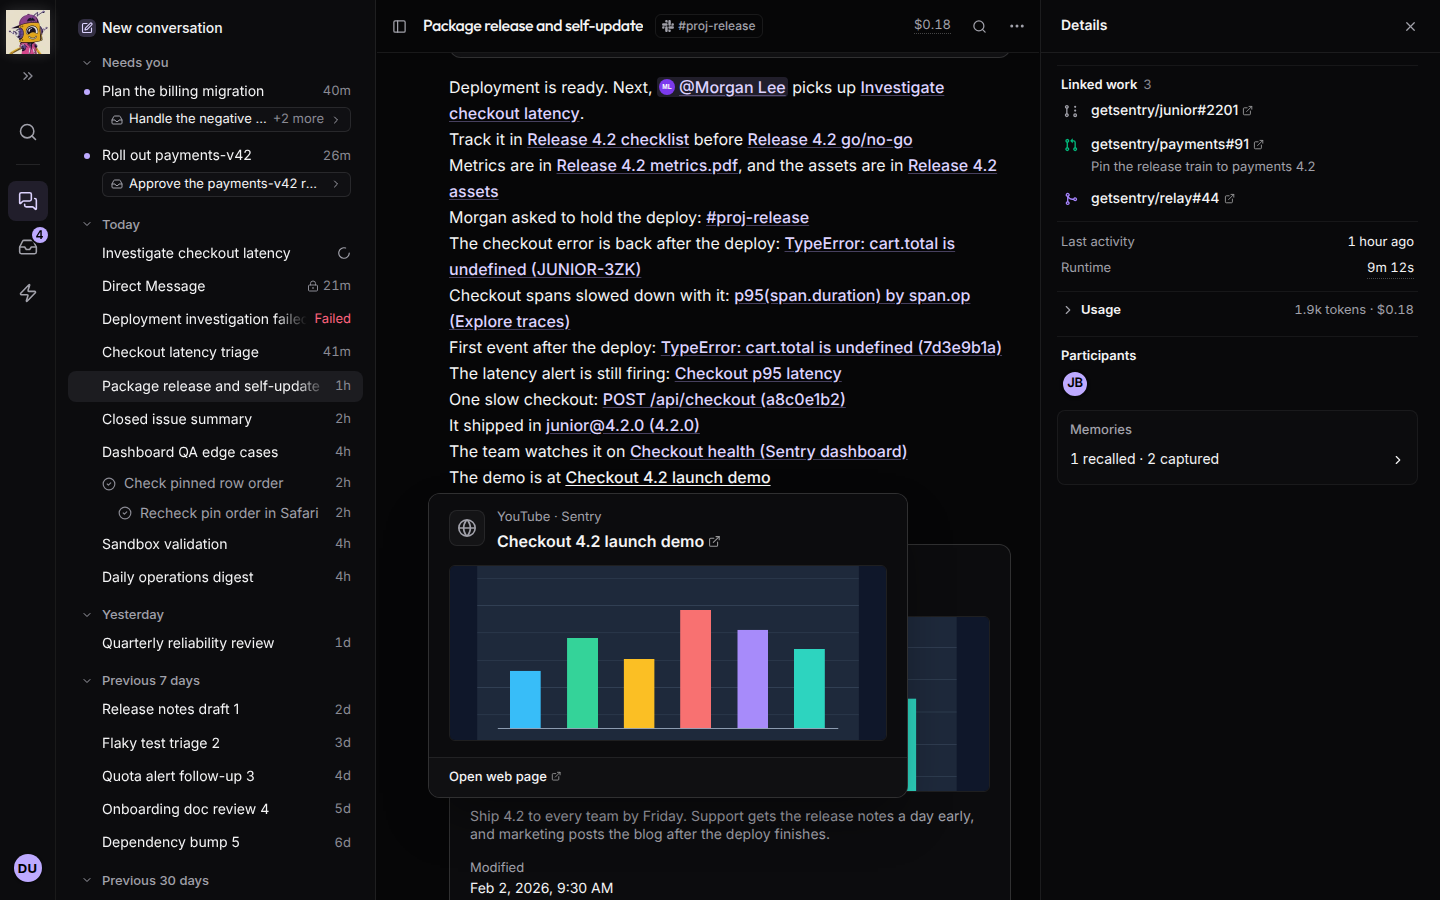 New conversation
Needs you
Plan the billing migration 40m
Handle the negative ... +2 more
Roll out payments-v42 26m
Approve the payments-v42 r...
Today
Investigate checkout latency
Direct Message 21m
Deployment investigation failed Failed
Checkout latency triage 41m
Package release and self-update 1h
Closed issue summary 2h
Dashboard QA edge cases 4h
Check pinned row order 2h
Recheck pin order in Safari 2h
Sandbox validation 4h
Daily operations digest 4h
Yesterday
Quarterly reliability review 1d
Previous 7 days
Release notes draft 1 2d
Flaky test triage 2 3d
Quota alert follow-up 3 4d
Onboarding doc review 4 5d
Dependency bump 5 6d
Previous 30 days
4
DU
Package release and self-update #proj-release $0.18
Deployment is ready. Next, ML @Morgan Lee picks up Investigate
checkout latency.
Track it in Release 4.2 checklist before Release 4.2 go/no-go
Metrics are in Release 4.2 metrics.pdf, and the assets are in Release 4.2
assets
Morgan asked to hold the deploy: #proj-release
The checkout error is back after the deploy: TypeError: cart.total is
undefined (JUNIOR-3ZK)
Checkout spans slowed down with it: p95(span.duration) by span.op
(Explore traces)
First event after the deploy: TypeError: cart.total is undefined (7d3e9b1a)
The latency alert is still firing: Checkout p95 latency
One slow checkout: POST /api/checkout (a8c0e1b2)
It shipped in junior@4.2.0 (4.2.0)
The team watches it on Checkout health (Sentry dashboard)
The demo is at Checkout 4.2 launch demo
YouTube · Sentry
Checkout 4.2 launch demo
Open web page
Ship 4.2 to every team by Friday. Support gets the release notes a day early,
and marketing posts the blog after the deploy finishes.
Modified
Feb 2, 2026, 9:30 AM
Details
Linked work 3
getsentry/junior#2201
getsentry/payments#91
Pin the release train to payments 4.2
getsentry/relay#44
Last activity 1 hour ago
Runtime 9m 12s
Usage 1.9k tokens · $0.18
Participants
JB
Memories
1 recalled · 2 captured